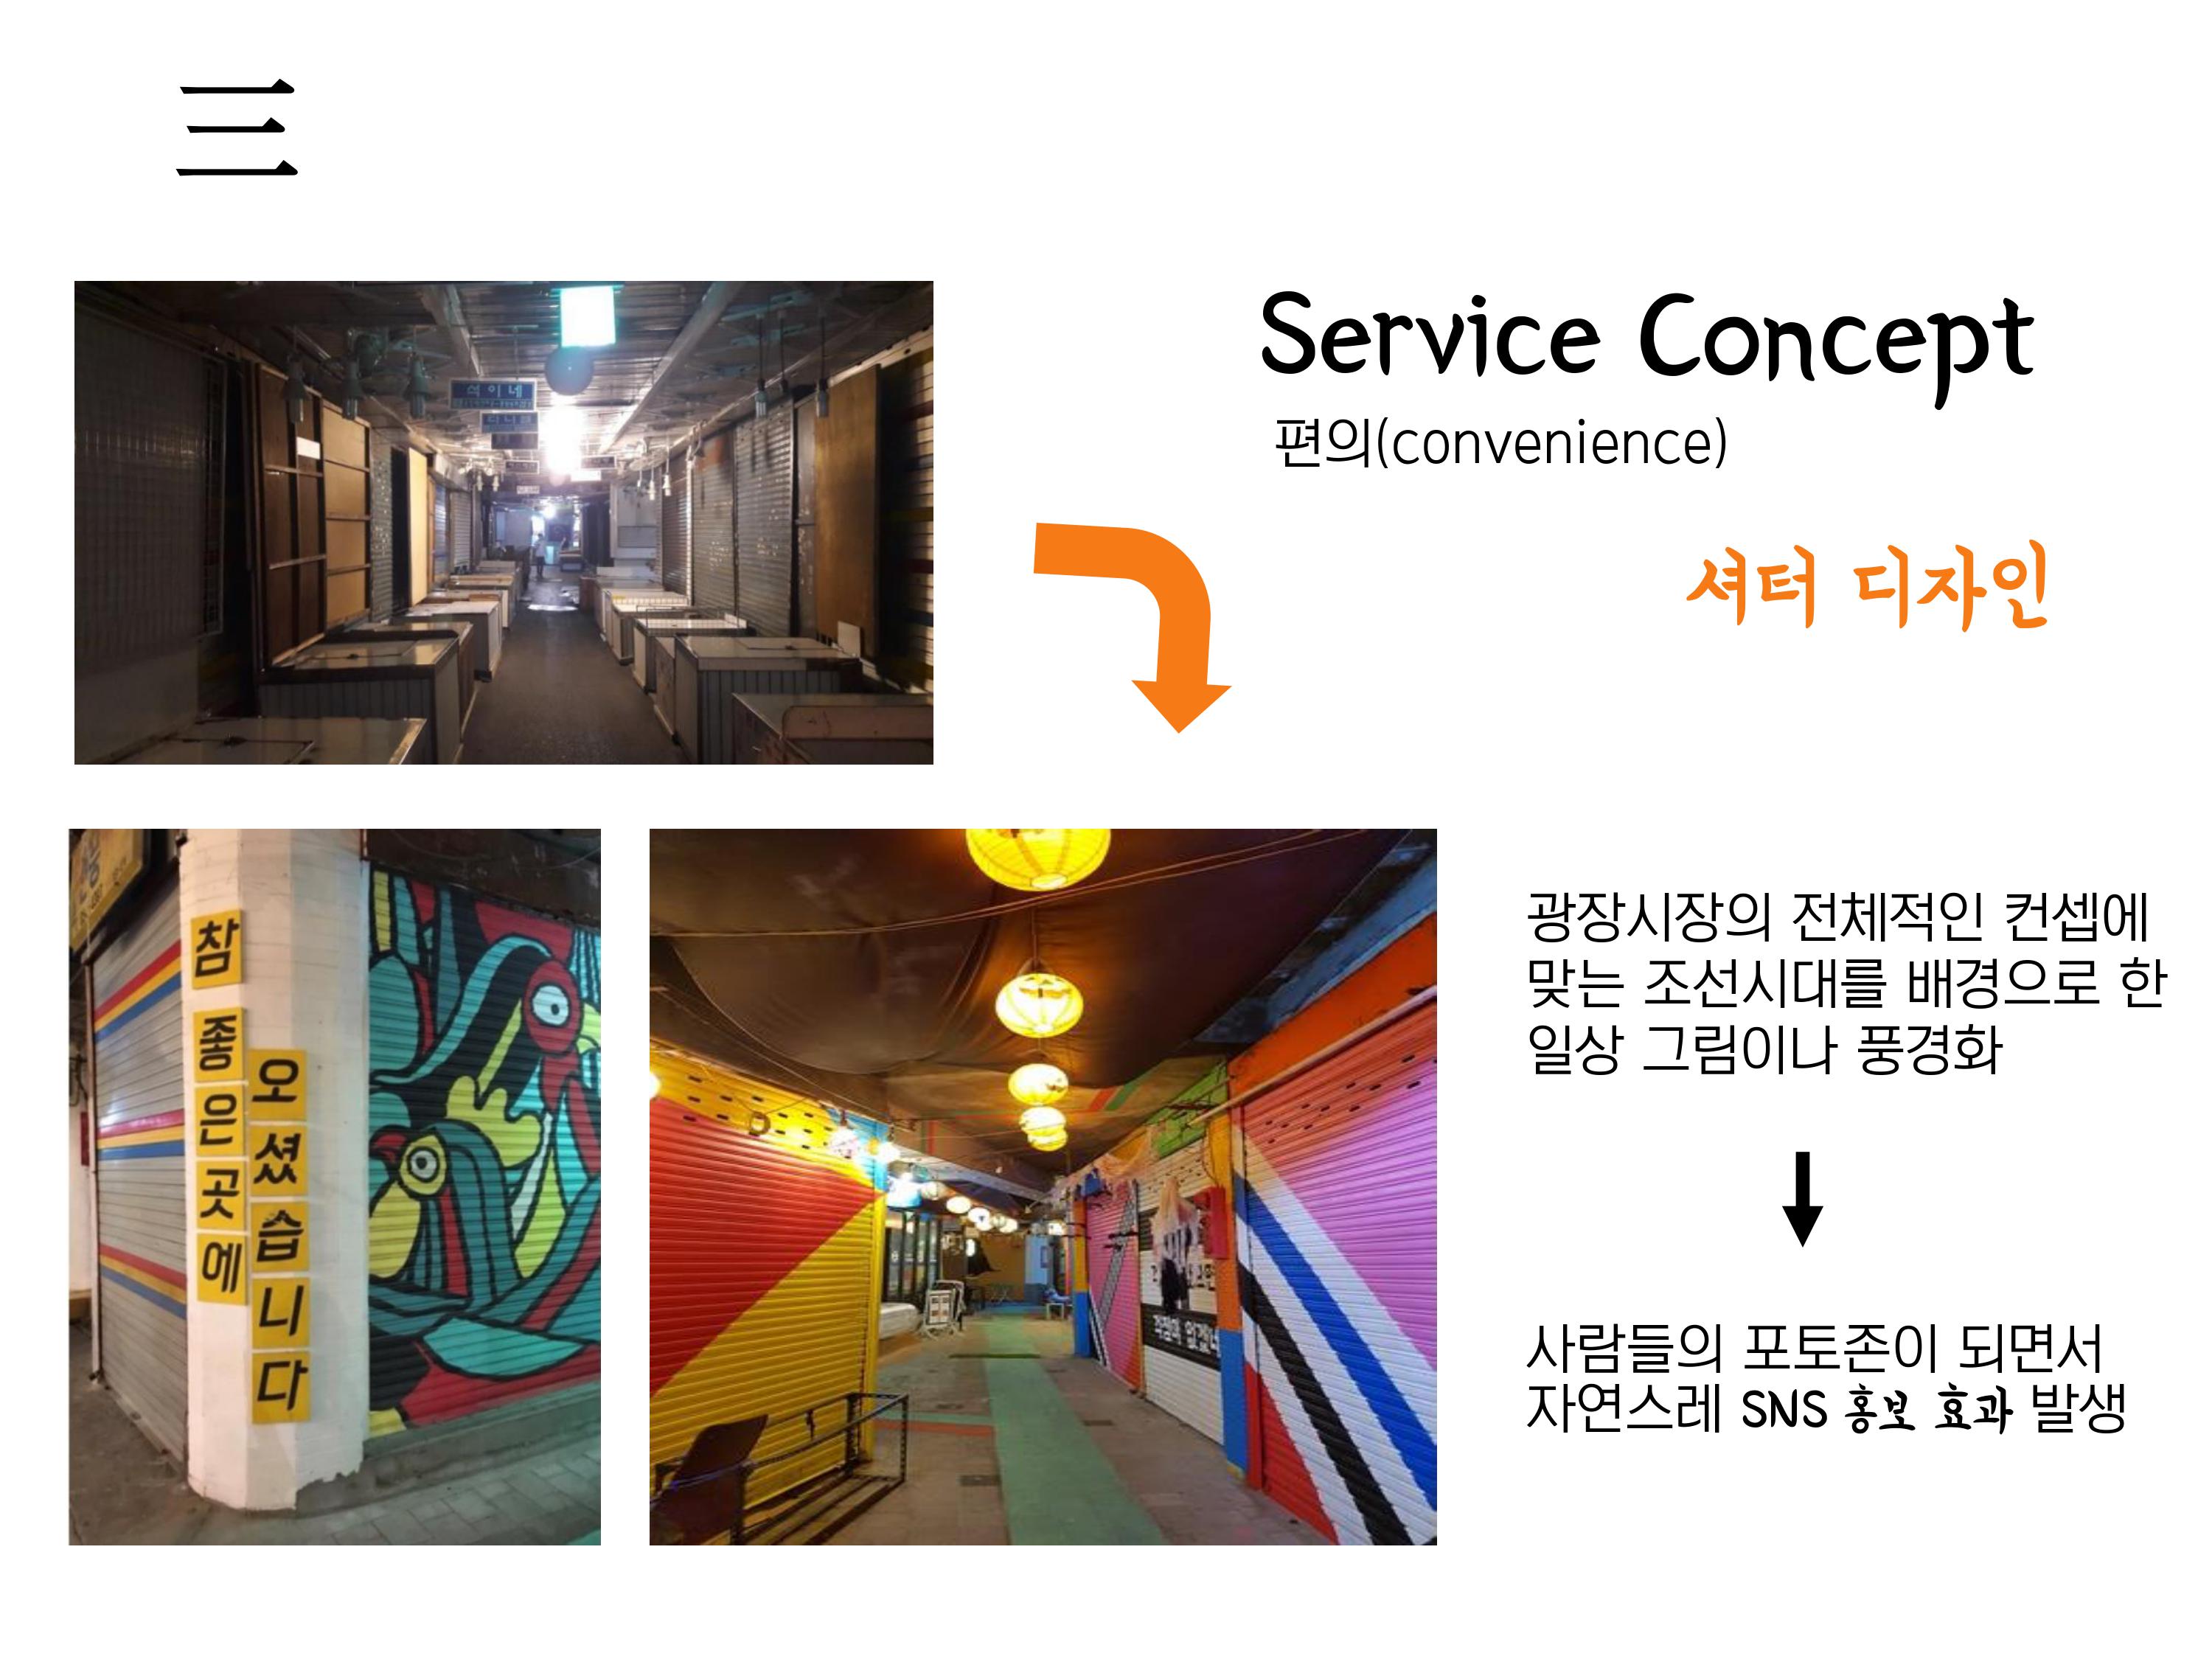 三
Service Concept
편의(convenience)
셔터 디자인
석이네
참 좋은 곳에
오셨습니다
광장시장의 전체적인 컨셉에
맞는 조선시대를 배경으로 한
일상 그림이나 풍경화
사람들의 포토존이 되면서
자연스레 SNS 홍보 효과 발생